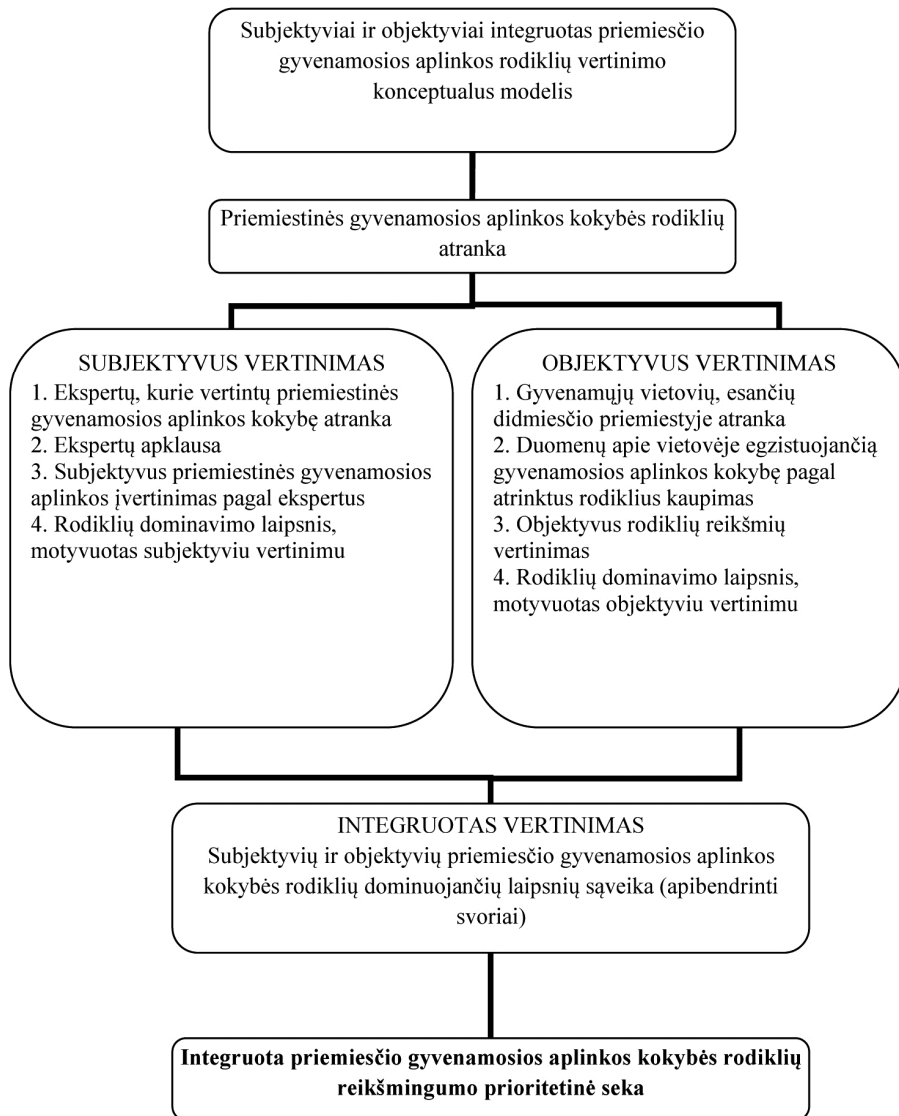 Subjektyviai ir objektyviai integruotas priemiesčio
gyvenamosios aplinkos rodiklių vertinimo
konceptualus modelis
Priemiestinės gyvenamosios aplinkos kokybės rodiklių
atranka
SUBJEKTYVUS VERTINIMAS
1. Ekspertų, kurie vertintų priemiestinės
gyvenamosios aplinkos kokybę atranka
2. Ekspertų apklausa
3. Subjektyvus priemiestinės gyvenamosios
aplinkos įvertinimas pagal ekspertus
4. Rodiklių dominavimo laipsnis,
motyvuotas subjektyviu vertinimu
OBJEKTYVUS VERTINIMAS
1. Gyvenamųjų vietovių, esančių
didmiesčio priemiestyje atranka
2. Duomenų apie vietovėje egzistuojančią
gyvenamosios aplinkos kokybę pagal
atrinktus rodiklius kaupimas
3. Objektyvus rodiklių reikšmių
vertinimas
4. Rodiklių dominavimo laipsnis,
motyvuotas objektyviu vertinimu
INTEGRUOTAS VERTINIMAS
Subjektyvių ir objektyvių priemiesčio gyvenamosios aplinkos
kokybės rodiklių dominuojančių laipsnių sąveika (apibendrinti
svoriai)
Integruota priemiesčio gyvenamosios aplinkos kokybės rodiklių
reikšmingumo prioritetinė seka